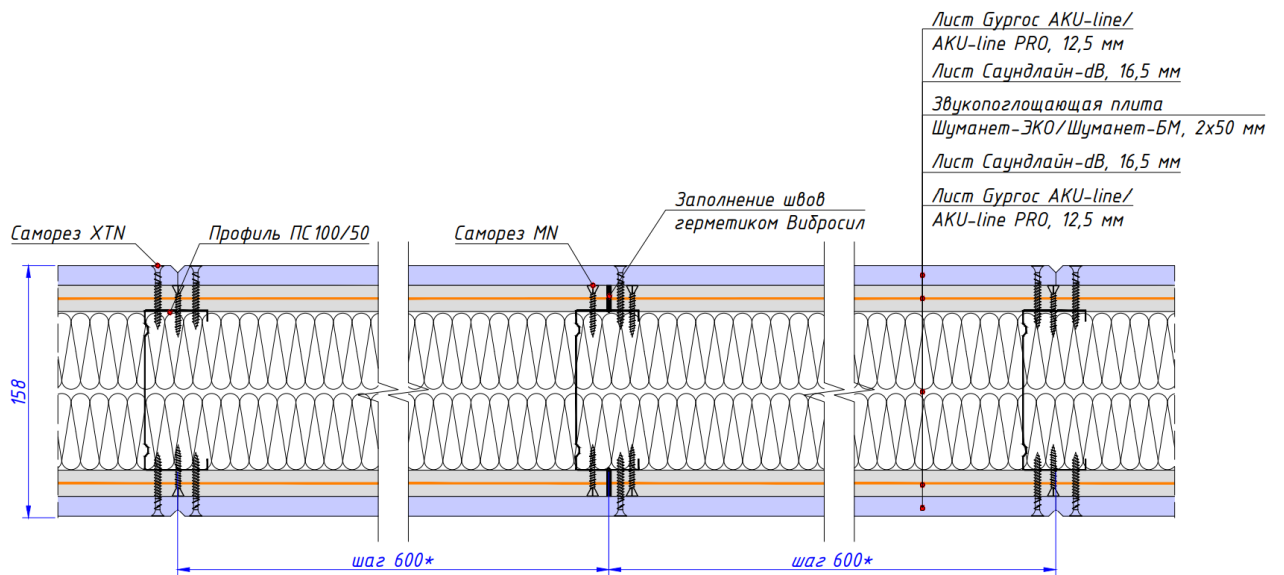 Лист Gyproc AKU-line/
AKU-line PRO, 12,5 мм
Лист Саундлайн-dB, 16,5 мм
Звукопоглощающая плита
Шуманет-ЭКО/Шуманет-БМ, 2х50 мм
Лист Саундлайн-dB, 16,5 мм
Лист Gyproc AKU-line/
AKU-line PRO, 12,5 мм
Заполнение швов
герметиком Вибросил
Саморез XTN
Профиль ПС100/50
Саморез MN
158
шаг 600*
шаг 600*